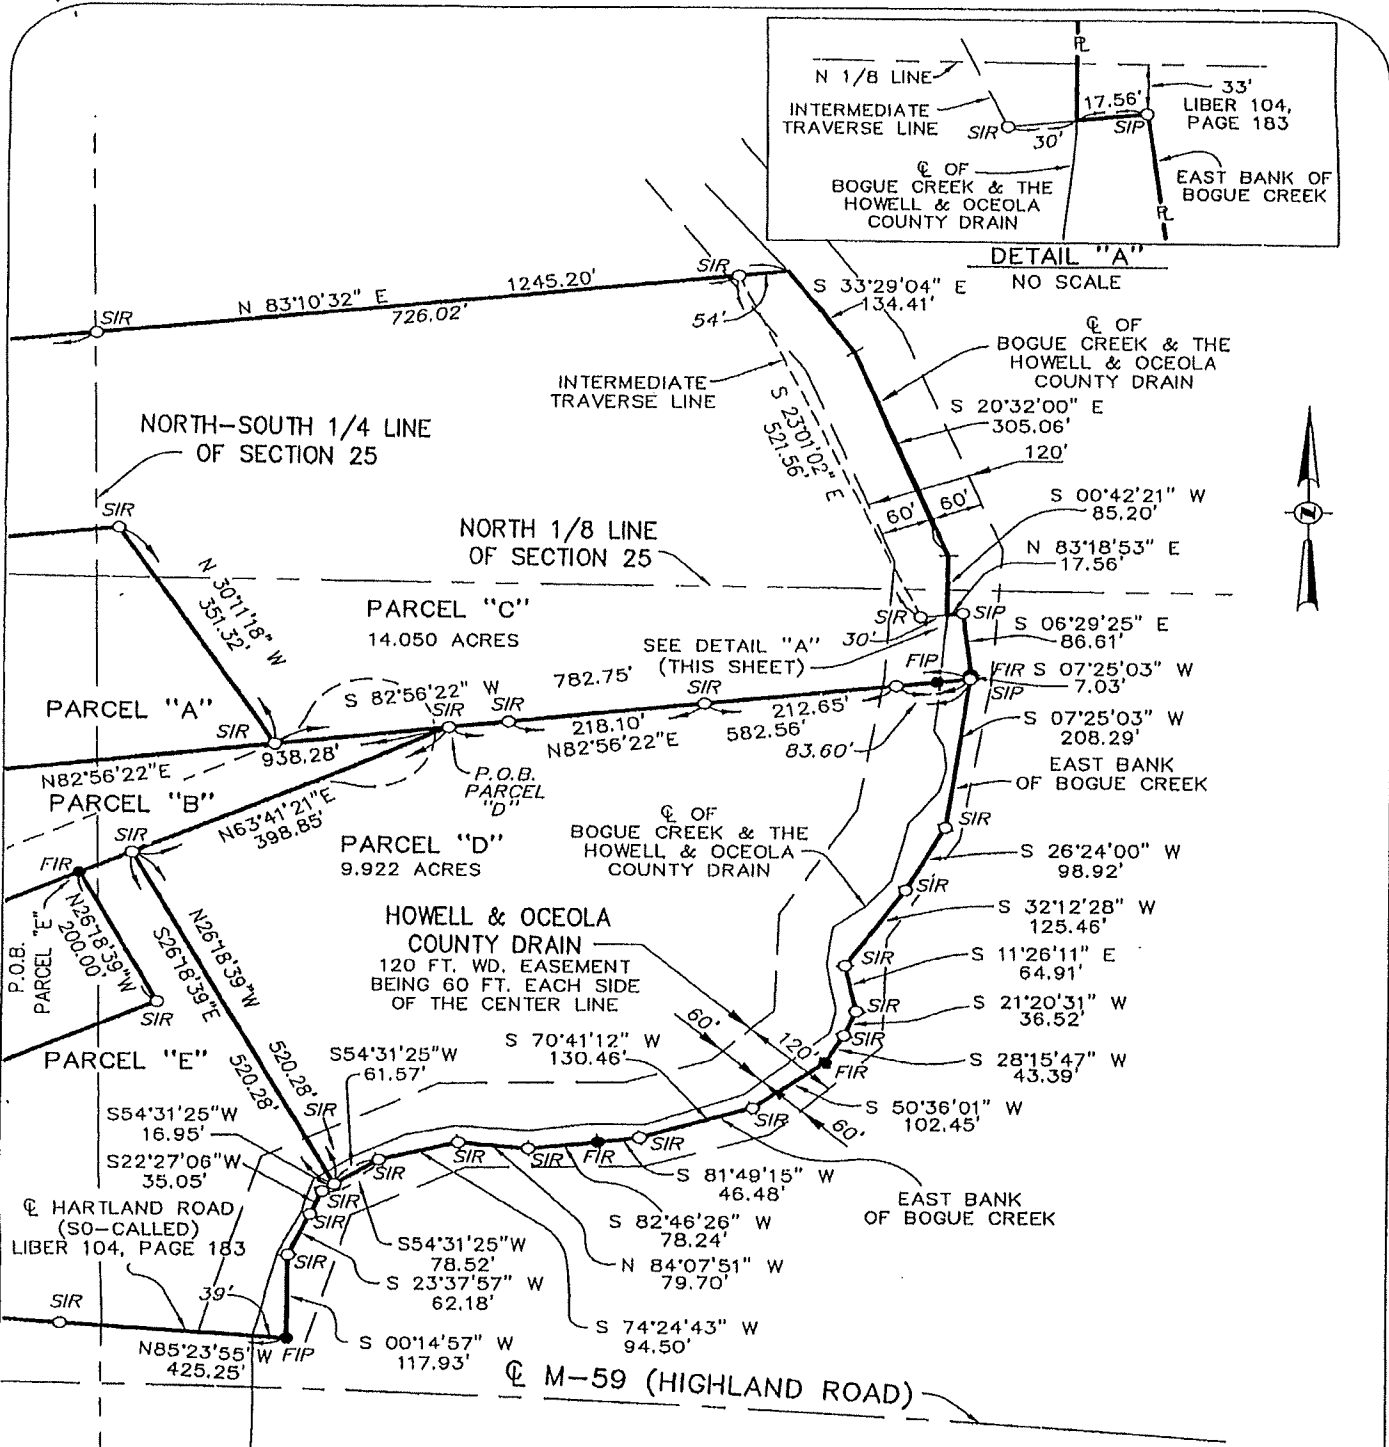 N 1/8 LINE
INTERMEDIATE
TRAVERSE LINE
SIR
30'
17.56'
SIP
33'
LIBER 104,
PAGE 183
℄ OF
BOGUE CREEK & THE
HOWELL & OCEOLA
COUNTY DRAIN
EAST BANK OF
BOGUE CREEK
DETAIL "A"
NO SCALE
SIR
N 83°10'32" E
1245.20'
726.02'
SIR
54'
S 33°29'04" E
134.41'
℄ OF
BOGUE CREEK & THE
HOWELL & OCEOLA
COUNTY DRAIN
INTERMEDIATE
TRAVERSE LINE
S 23°01'02" E
521.56'
S 20°32'00" E
305.06'
120'
60'
60'
NORTH-SOUTH 1/4 LINE
OF SECTION 25
SIR
S 00°42'21" W
85.20'
N 83°18'53" E
17.56'
N
NORTH 1/8 LINE
OF SECTION 25
N 30°11'18" W
351.32'
PARCEL "C"
14.050 ACRES
SIR
SIP
30'
SEE DETAIL "A"
(THIS SHEET)
S 06°29'25" E
86.61'
FIP
FIR
SIP
S 07°25'03" W
7.03'
PARCEL "A"
SIR
S 82°56'22" W
782.75'
SIR
SIR
SIR
938.28'
218.10'
N82°56'22"E
212.65'
582.56'
83.60'
S 07°25'03" W
208.29'
N82°56'22"E
P.O.B.
PARCEL
"D"
EAST BANK
OF BOGUE CREEK
PARCEL "B"
N63°41'21"E
398.85'
SIR
PARCEL "D"
9.922 ACRES
℄ OF
BOGUE CREEK & THE
HOWELL & OCEOLA
COUNTY DRAIN
SIR
S 26°24'00" W
98.92'
FIR
SIR
P.O.B.
PARCEL "E"
N26°18'39"W
200.00'
SIR
N26°18'39"W
520.28'
S26°18'39"E
520.28'
HOWELL & OCEOLA
COUNTY DRAIN
120 FT. WD. EASEMENT
BEING 60 FT. EACH SIDE
OF THE CENTER LINE
S 32°12'28" W
125.46'
SIR
S 11°26'11" E
64.91'
SIR
S 21°20'31" W
36.52'
SIR
PARCEL "E"
S54°31'25"W
61.57'
S 70°41'12" W
130.46'
60'
120'
60'
FIR
S 28°15'47" W
43.39'
S 50°36'01" W
102.45'
SIR
S54°31'25"W
16.95'
SIR
SIR
SIR
FIR
SIR
S22°27'06"W
35.05'
SIR
S 81°49'15" W
46.48'
EAST BANK
OF BOGUE CREEK
℄ HARTLAND ROAD
(SO-CALLED)
LIBER 104, PAGE 183
SIR
SIR
S 82°46'26" W
78.24'
S54°31'25"W
78.52'
N 84°07'51" W
79.70'
S 23°37'57" W
62.18'
SIR
39'
S 74°24'43" W
94.50'
N85°23'55"W
425.25'
FIP
S 00°14'57" W
117.93'
℄ M-59 (HIGHLAND ROAD)